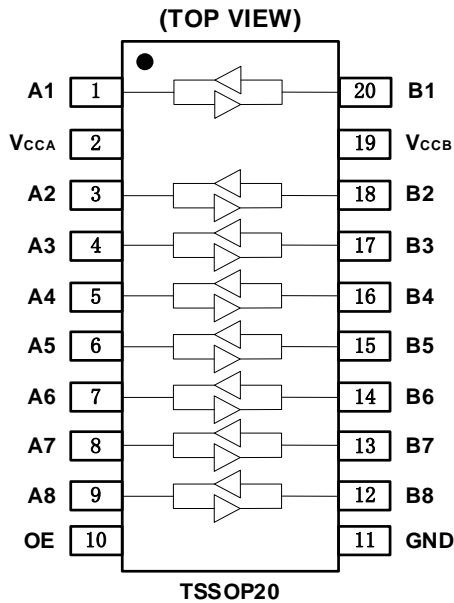 (TOP VIEW)
A1 1 20 B1
VCCA 2 19 VCCB
A2 3 18 B2
A3 4 17 B3
A4 5 16 B4
A5 6 15 B5
A6 7 14 B6
A7 8 13 B7
A8 9 12 B8
OE 10 11 GND
TSSOP20